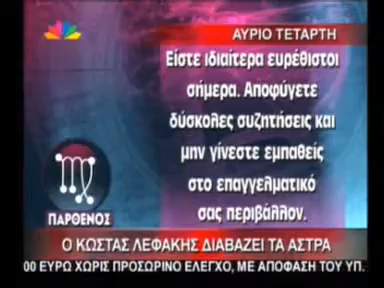 ΑΥΡΙΟ ΤΕΤΑΡΤΗ
Είστε ιδιαίτερα ευρέθιστοι
σήμερα. Αποφύγετε
δύσκολες συζητήσεις και
μην γίνεστε εμπαθείς
στο επαγγελματικό
σας περιβάλλον.
ΠΑΡΘΕΝΟΣ
Ο ΚΩΣΤΑΣ ΛΕΦΑΚΗΣ ΔΙΑΒΑΖΕΙ ΤΑ ΑΣΤΡΑ
00 ΕΥΡΩ ΧΩΡΙΣ ΠΡΟΣΩΡΙΝΟ ΕΛΕΓΧΟ, ΜΕ ΑΠΟΦΑΣΗ ΤΟΥ ΥΠ.